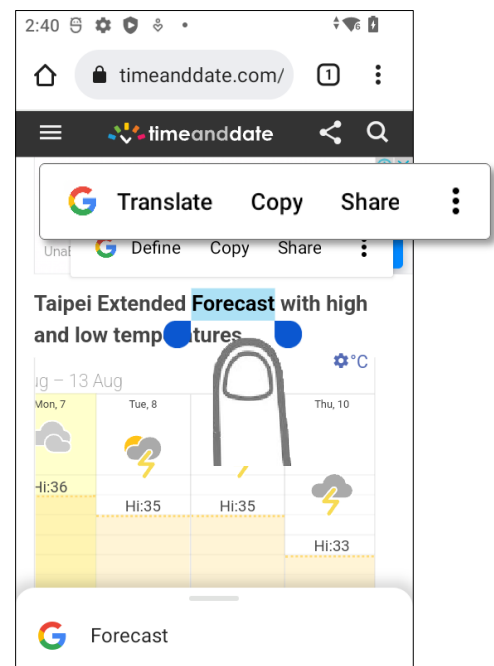 2:40
timeanddate.com/
1
timeanddate
Translate Copy Share
Define Copy Share
Taipei Extended Forecast with high
and low temp tures
°C
ug – 13 Aug
Mon, 7 Tue, 8 Thu, 10
Hi:36
Hi:35 Hi:35
Hi:33
Forecast